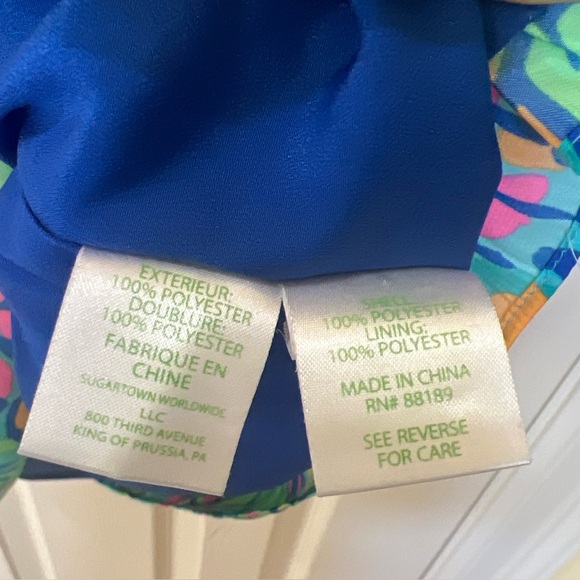 EXTERIEUR:
100% POLYESTER
DOUBLURE:
100% POLYESTER
FABRIQUE EN
CHINE
SUGARTOWN WORLDWIDE
LLC
800 THIRD AVENUE
KING OF PRUSSIA, PA
SHELL:
100% POLYESTER
LINING:
100% POLYESTER
MADE IN CHINA
RN# 88189
SEE REVERSE
FOR CARE